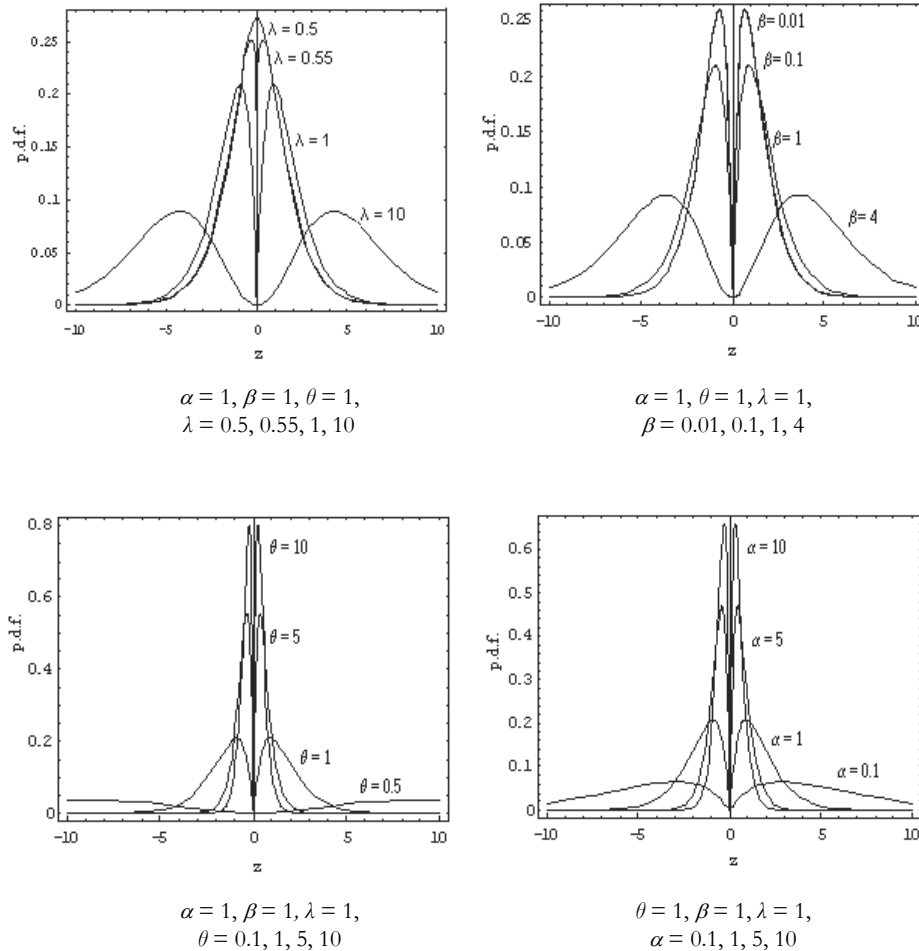 0.25
0.2
0.15
0.1
0.05
0
p.d.f.
λ = 0.5
λ = 0.55
λ = 1
λ = 10
−10
−5
0
5
10
z
α = 1, β = 1, θ = 1,
λ = 0.5, 0.55, 1, 10
0.25
0.2
0.15
0.1
0.05
0
p.d.f.
β= 0.01
β= 0.1
β= 1
β= 4
−10
−5
0
5
10
z
α = 1, θ = 1, λ = 1,
β = 0.01, 0.1, 1, 4
0.8
0.6
0.4
0.2
0
p.d.f.
θ = 10
θ = 5
θ = 1
θ = 0.5
−10
−5
0
5
10
z
α = 1, β = 1, λ = 1,
θ = 0.1, 1, 5, 10
0.6
0.5
0.4
0.3
0.2
0.1
0
p.d.f.
α = 10
α = 5
α = 1
α = 0.1
−10
−5
0
5
10
z
θ = 1, β = 1, λ = 1,
α = 0.1, 1, 5, 10